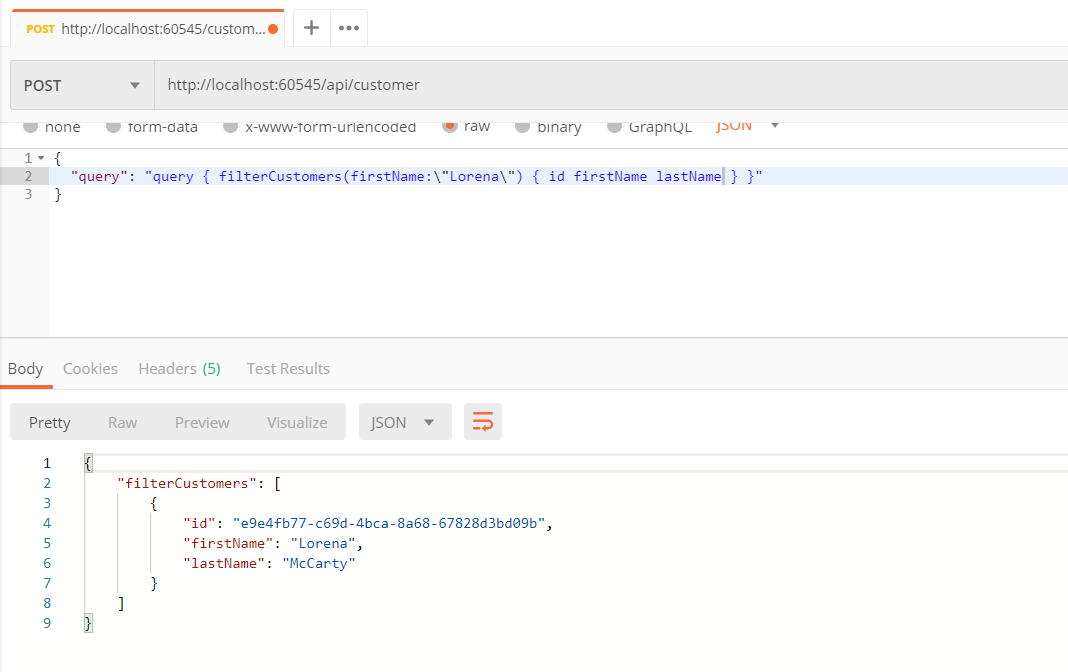 POST http://localhost:60545/custom...
POST http://localhost:60545/api/customer
none form-data x-www-form-urlencoded raw binary GraphQL JSON
1 {
2 "query": "query { filterCustomers(firstName:\"Lorena\") { id firstName lastName } }"
3 }
Body Cookies Headers (5) Test Results
Pretty Raw Preview Visualize JSON
1 {
2 "filterCustomers": [
3 {
4 "id": "e9e4fb77-c69d-4bca-8a68-67828d3bd09b",
5 "firstName": "Lorena",
6 "lastName": "McCarty"
7 }
8 ]
9 }